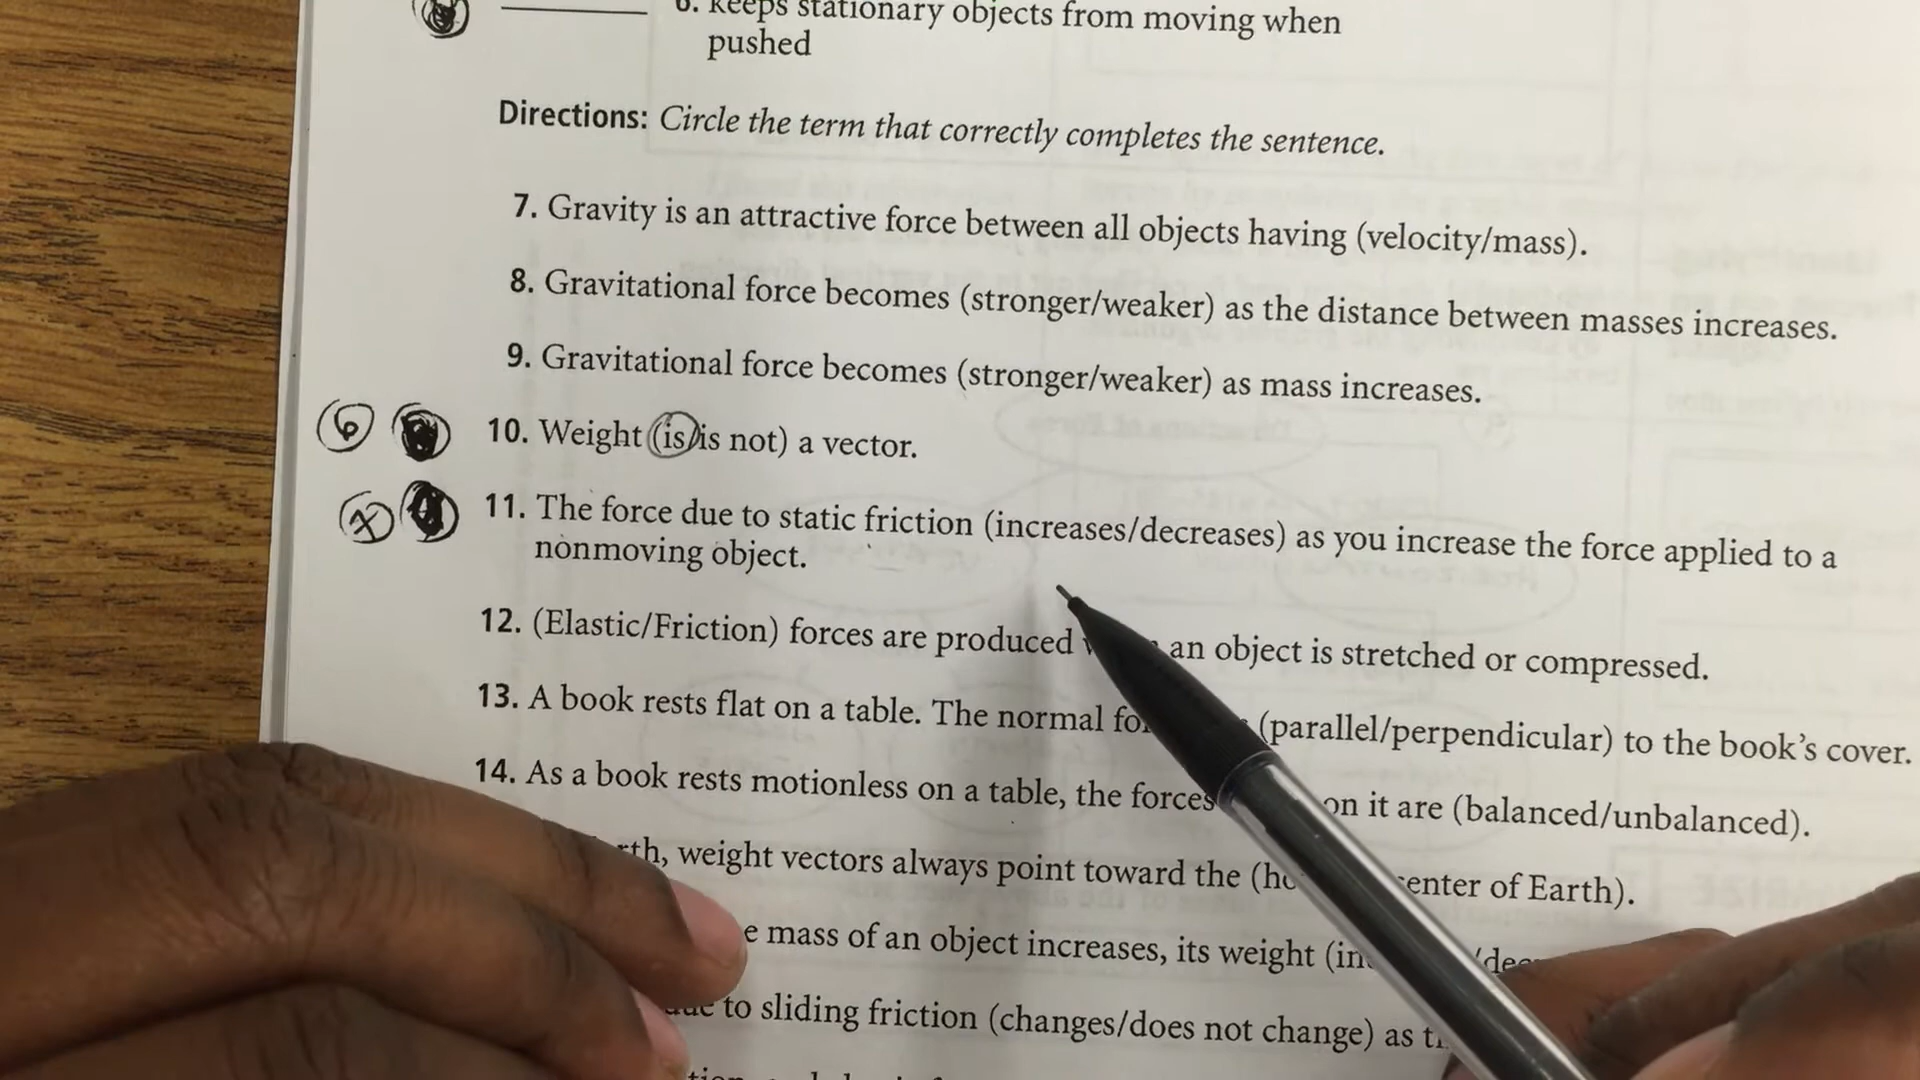 6. keeps stationary objects from moving when
pushed
Directions: Circle the term that correctly completes the sentence.
7. Gravity is an attractive force between all objects having (velocity/mass).
8. Gravitational force becomes (stronger/weaker) as the distance between masses increases.
9. Gravitational force becomes (stronger/weaker) as mass increases.
6 10. Weight (is/is not) a vector.
7 11. The force due to static friction (increases/decreases) as you increase the force applied to a
nonmoving object.
12. (Elastic/Friction) forces are produced an object is stretched or compressed.
13. A book rests flat on a table. The normal (parallel/perpendicular) to the book's cover.
14. As a book rests motionless on a table, the forces on it are (balanced/unbalanced).
weight vectors always point toward the of Earth).
mass of an object increases, its weight
to sliding friction (changes/does not change) as